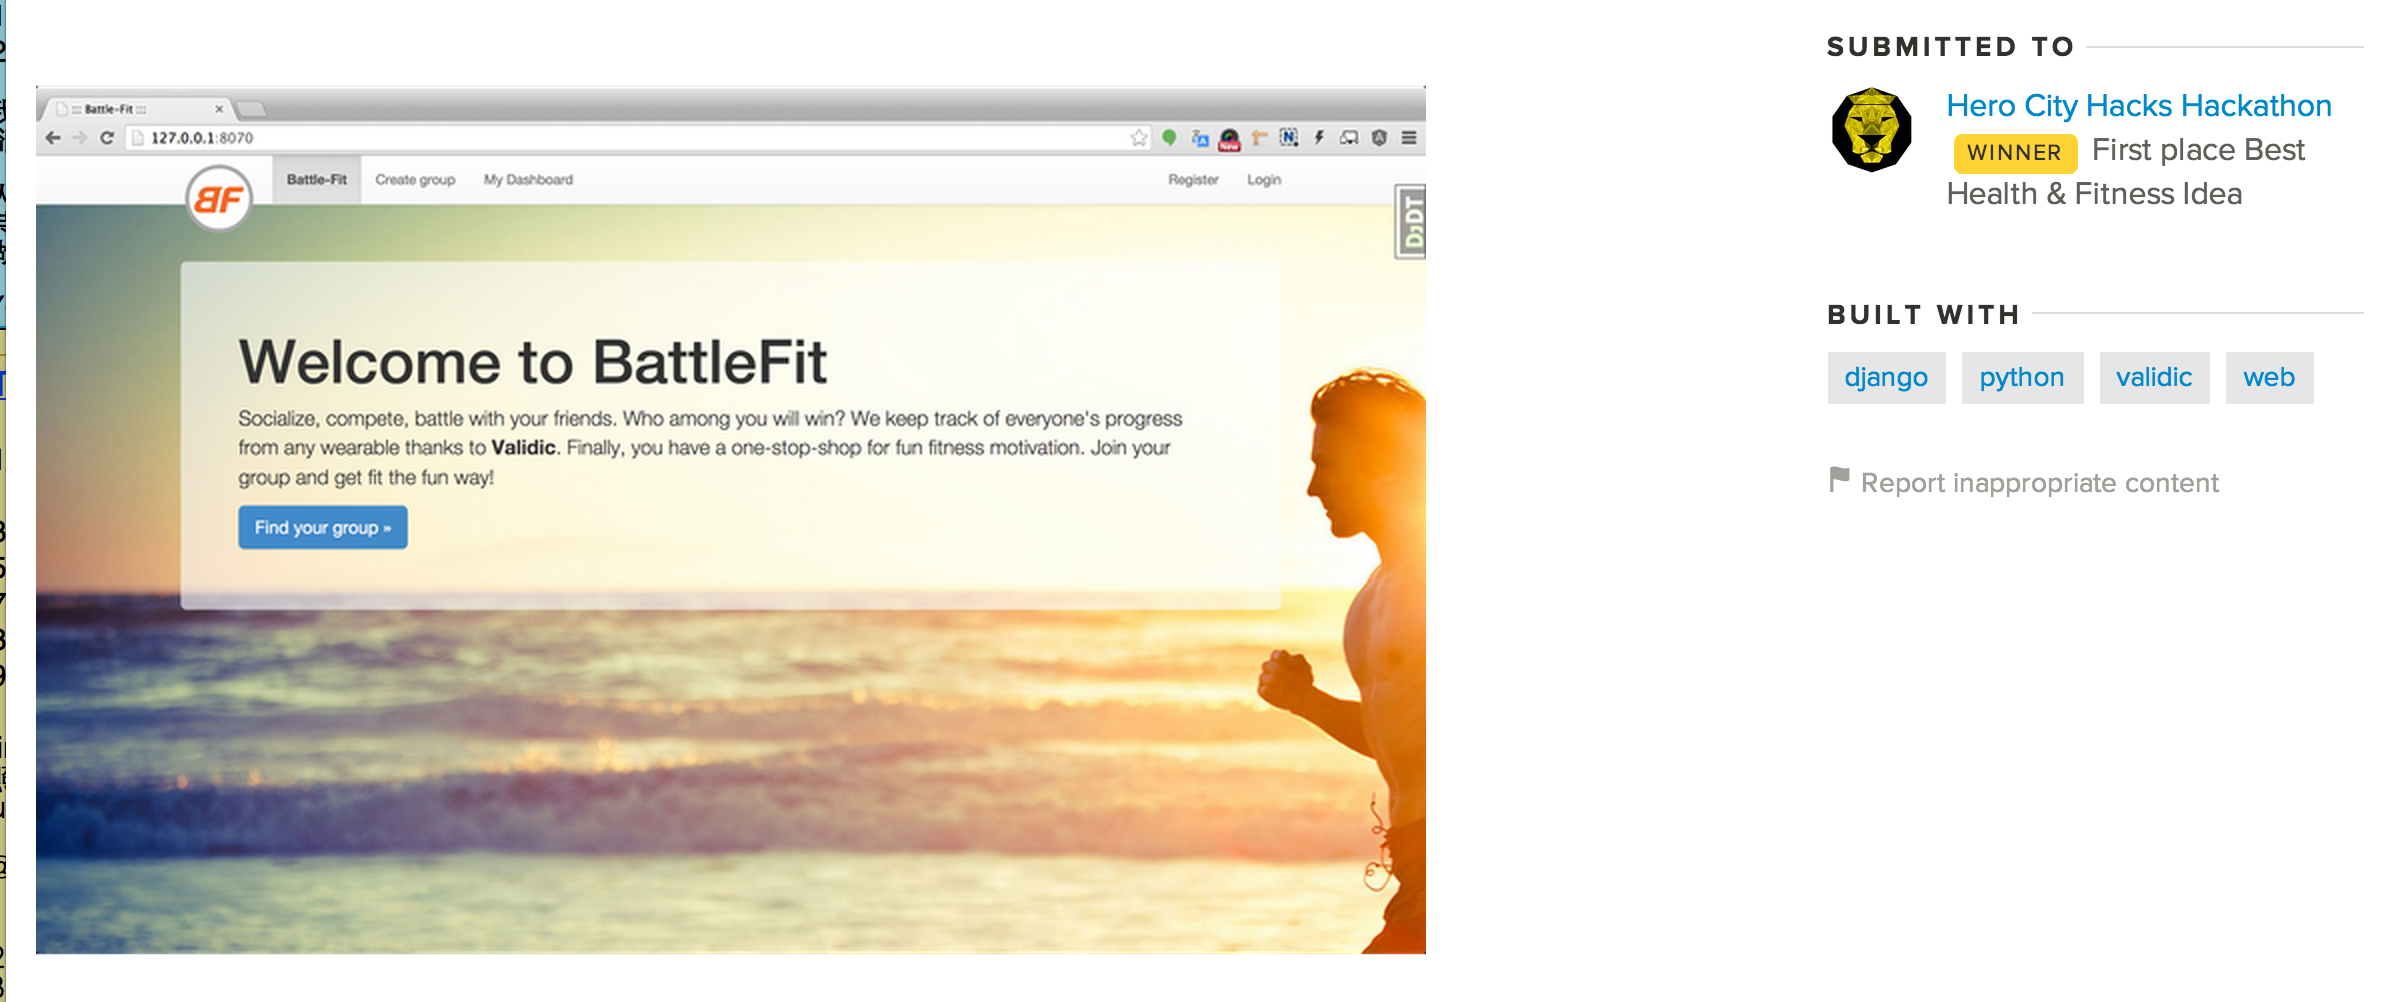 ::: Battle-Fit :::
127.0.0.1:8070
New
BF
Battle-Fit
Create group
My Dashboard
Register
Login
DjDT
Welcome to BattleFit
Socialize, compete, battle with your friends. Who among you will win? We keep track of everyone's progress
from any wearable thanks to Validic. Finally, you have a one-stop-shop for fun fitness motivation. Join your
group and get fit the fun way!
Find your group »
SUBMITTED TO
Hero City Hacks Hackathon
WINNER First place Best
Health & Fitness Idea
BUILT WITH
django
python
validic
web
Report inappropriate content